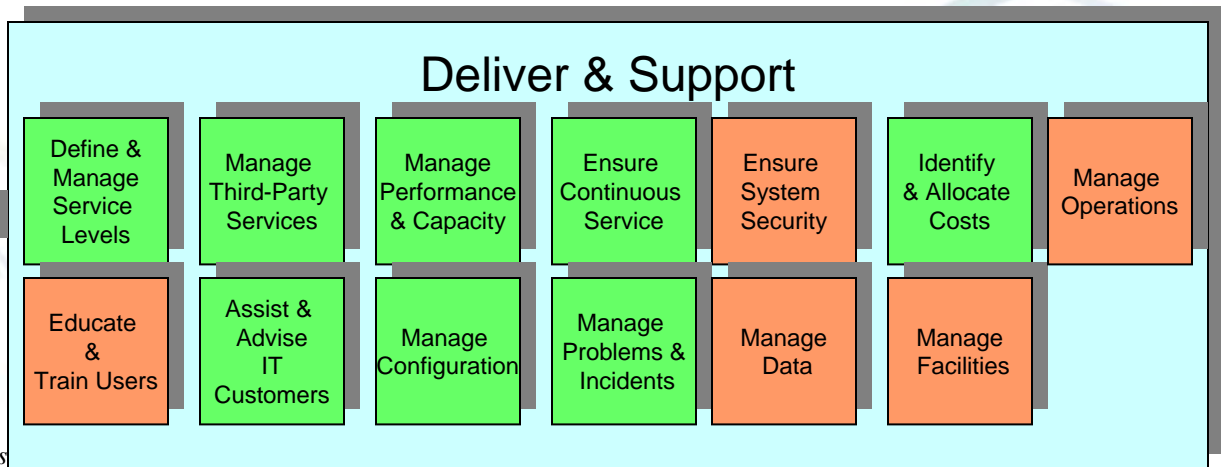 Deliver & Support
Define &
Manage
Service
Levels
Manage
Third-Party
Services
Manage
Performance
& Capacity
Ensure
Continuous
Service
Ensure
System
Security
Identify
& Allocate
Costs
Manage
Operations
Educate
&
Train Users
Assist &
Advise
IT
Customers
Manage
Configuration
Manage
Problems &
Incidents
Manage
Data
Manage
Facilities
s